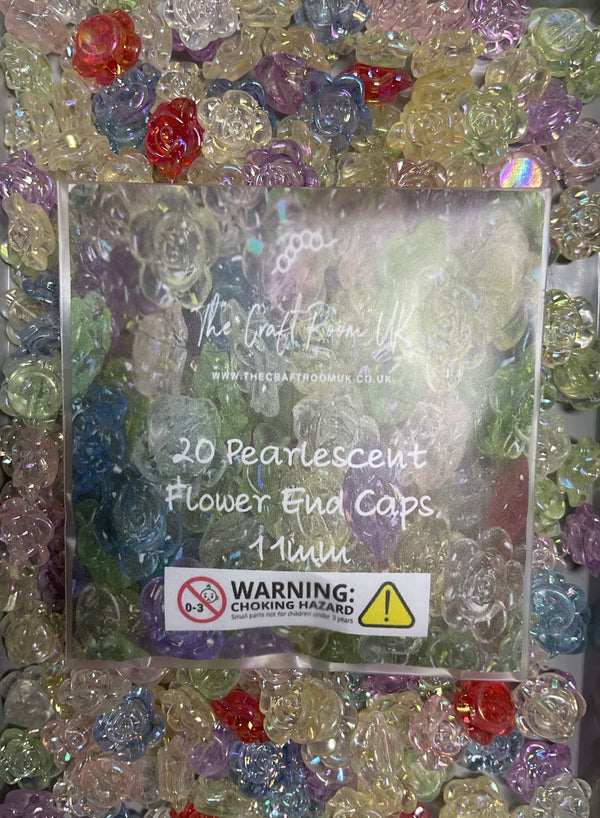 The Craft Room UK
WWW.THECRAFTROOMUK.CO.UK
20 Pearlescent
Flower End Caps
11mm
0-3
WARNING:
CHOKING HAZARD
Small parts not for children under 3 years